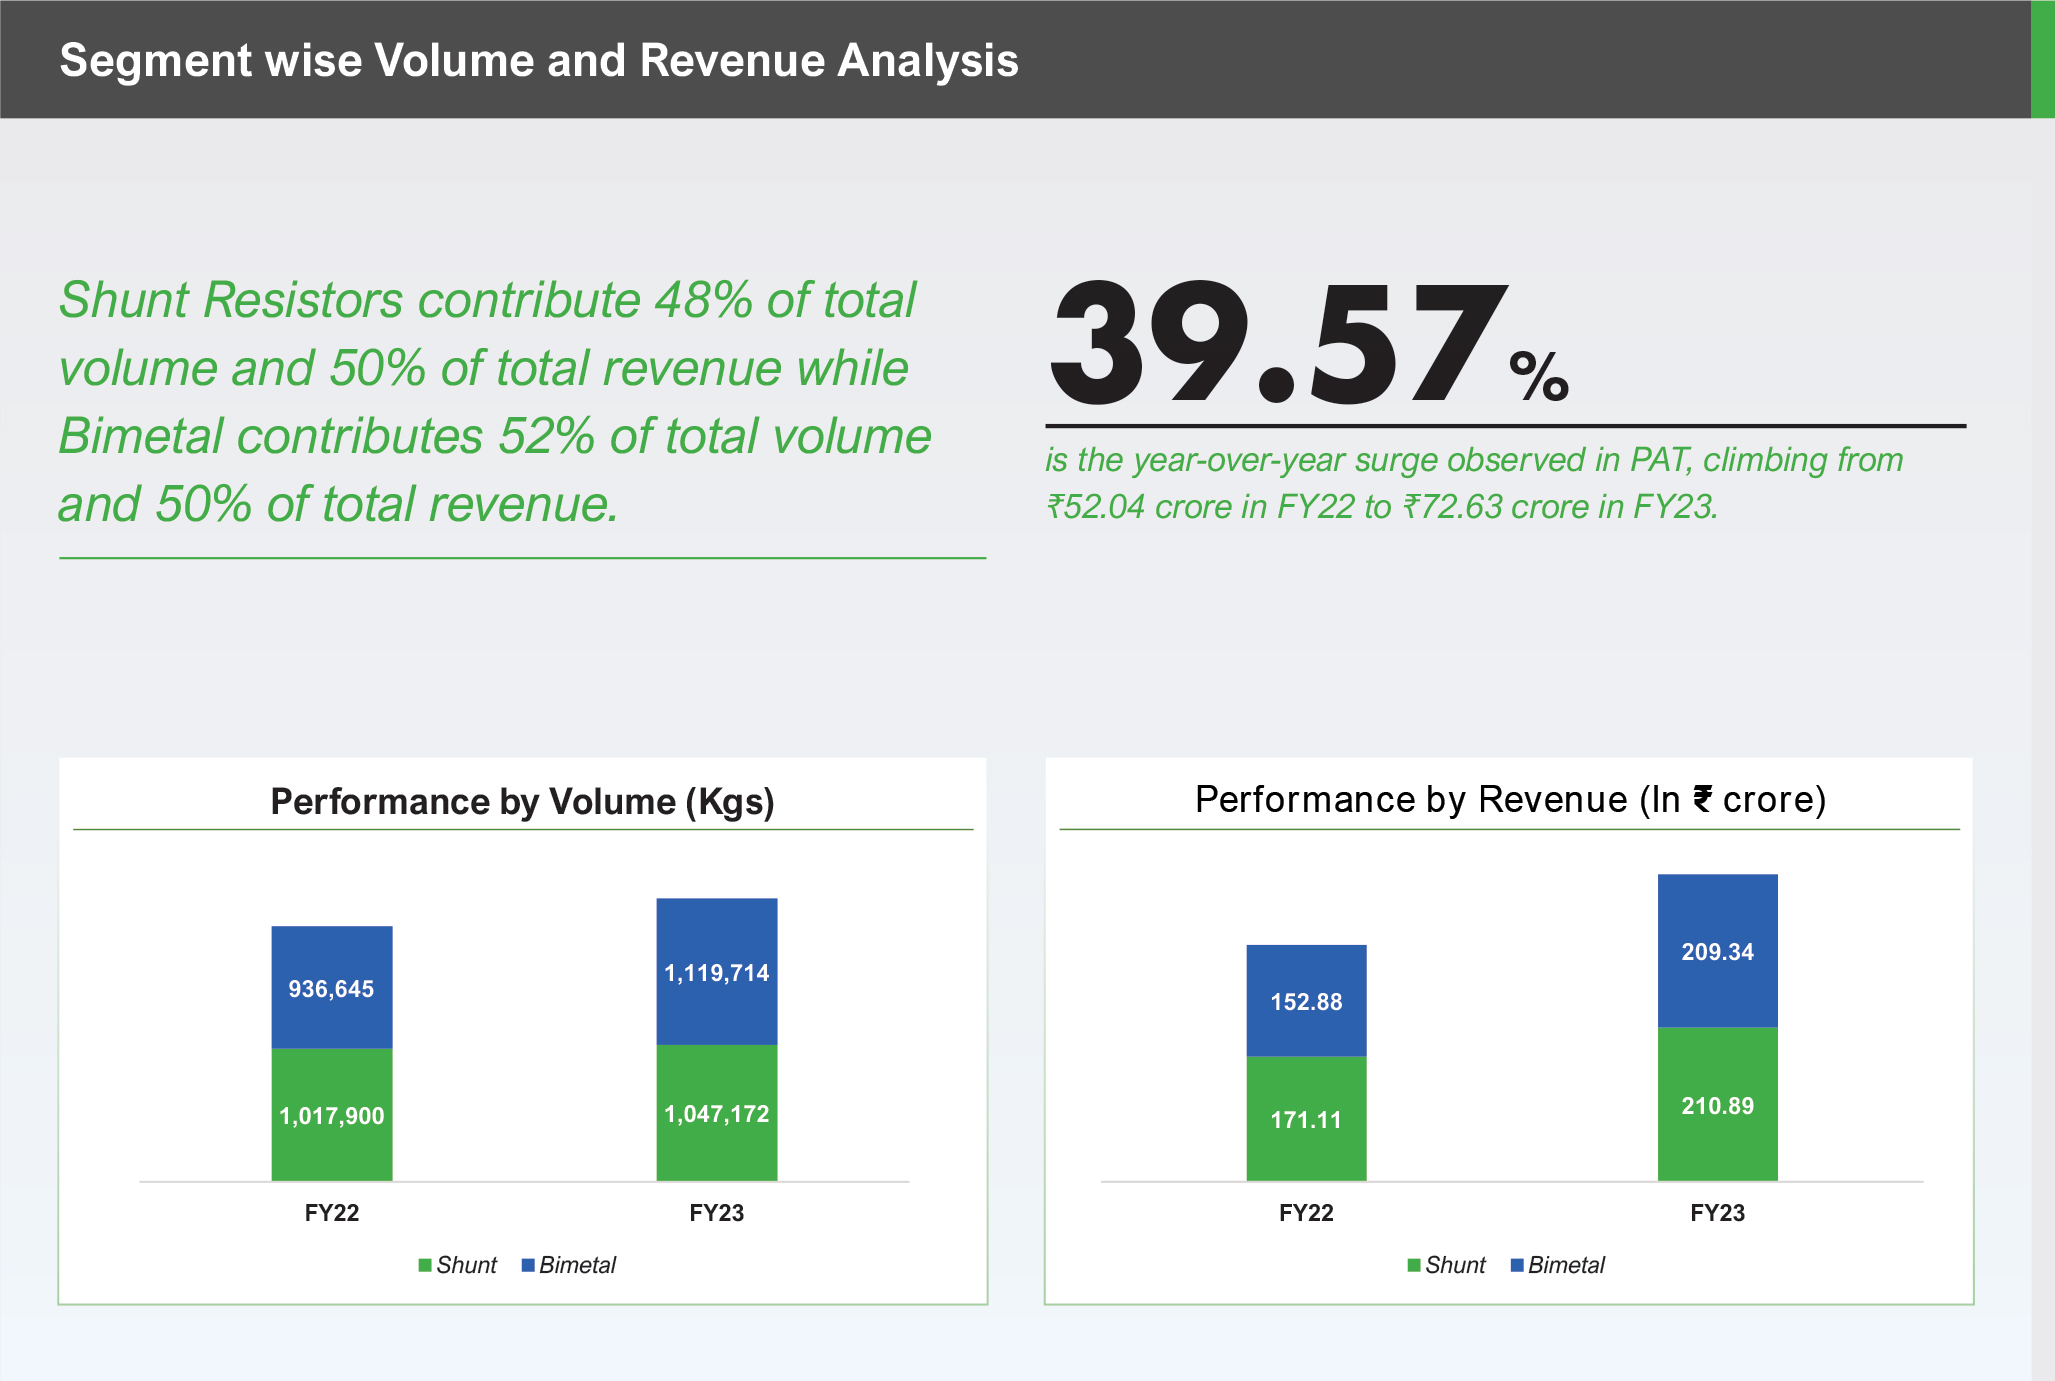 Segment wise Volume and Revenue Analysis
Shunt Resistors contribute 48% of total
volume and 50% of total revenue while
Bimetal contributes 52% of total volume
and 50% of total revenue.
39.57%
is the year-over-year surge observed in PAT, climbing from
₹52.04 crore in FY22 to ₹72.63 crore in FY23.
Performance by Volume (Kgs)
936,645
1,119,714
1,017,900
1,047,172
FY22
FY23
Shunt
Bimetal
Performance by Revenue (In ₹ crore)
209.34
152.88
210.89
171.11
FY22
FY23
Shunt
Bimetal